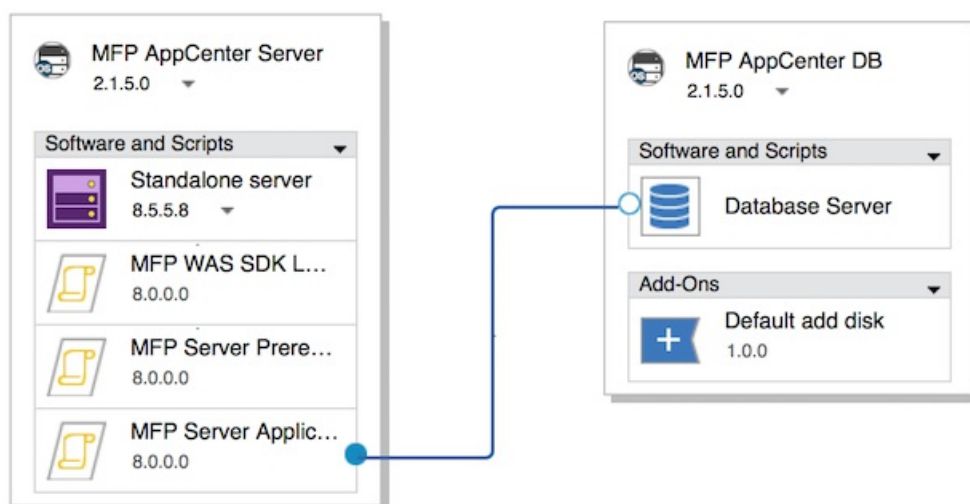 MFP AppCenter Server
2.1.5.0
Software and Scripts
Standalone server
8.5.5.8
MFP WAS SDK L...
8.0.0.0
MFP Server Prere...
8.0.0.0
MFP Server Applic...
8.0.0.0
MFP AppCenter DB
2.1.5.0
Software and Scripts
Database Server
Add-Ons
Default add disk
1.0.0